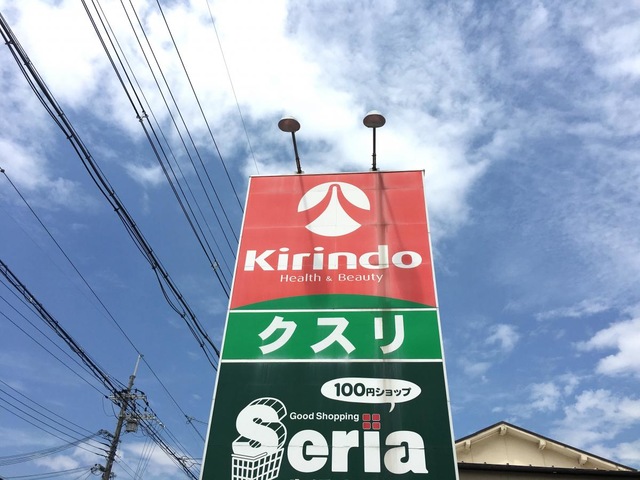 Kirindo
Health & Beauty
クスリ
100円ショップ
Good Shopping
Seria